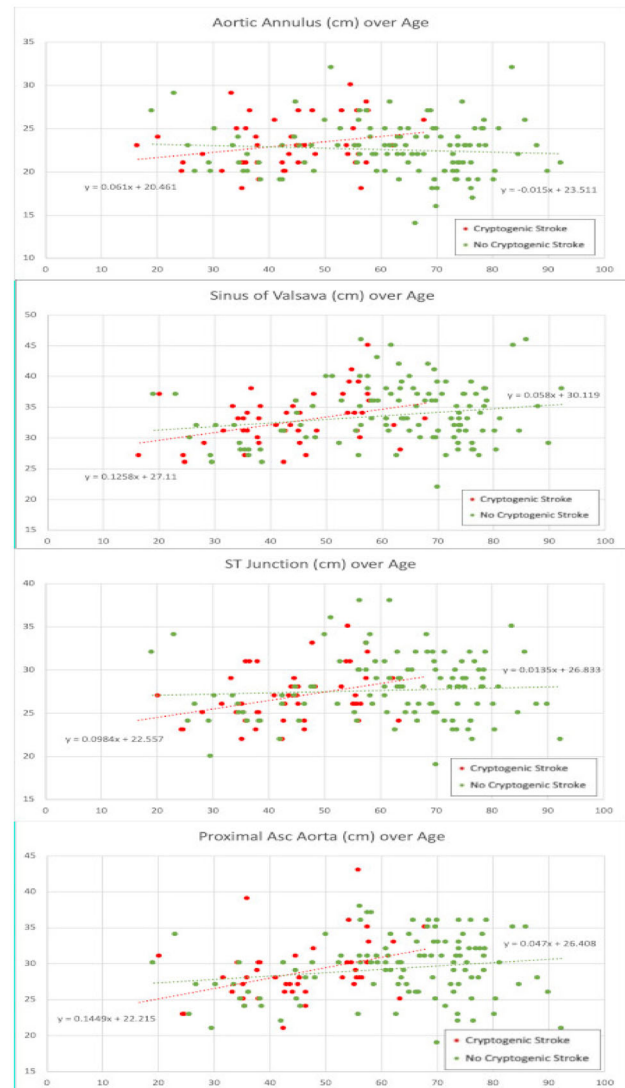 Aortic Annulus (cm) over Age
35
30
25
20
15
10
y = 0.061x + 20.461
y = -0.015x + 23.511
Cryptogenic Stroke
No Cryptogenic Stroke
0 10 20 30 40 50 60 70 80 90 100
Sinus of Valsava (cm) over Age
50
45
40
35
30
25
20
15
y = 0.058x + 30.119
y = 0.1258x + 27.11
Cryptogenic Stroke
No Cryptogenic Stroke
0 10 20 30 40 50 60 70 80 90 100
ST Junction (cm) over Age
40
35
30
25
20
15
y = 0.0135x + 26.833
y = 0.0984x + 22.557
Cryptogenic Stroke
No Cryptogenic Stroke
0 10 20 30 40 50 60 70 80 90 100
Proximal Asc Aorta (cm) over Age
45
40
35
30
25
20
15
y = 0.047x + 26.408
y = 0.1449x + 22.215
Cryptogenic Stroke
No Cryptogenic Stroke
0 10 20 30 40 50 60 70 80 90 100